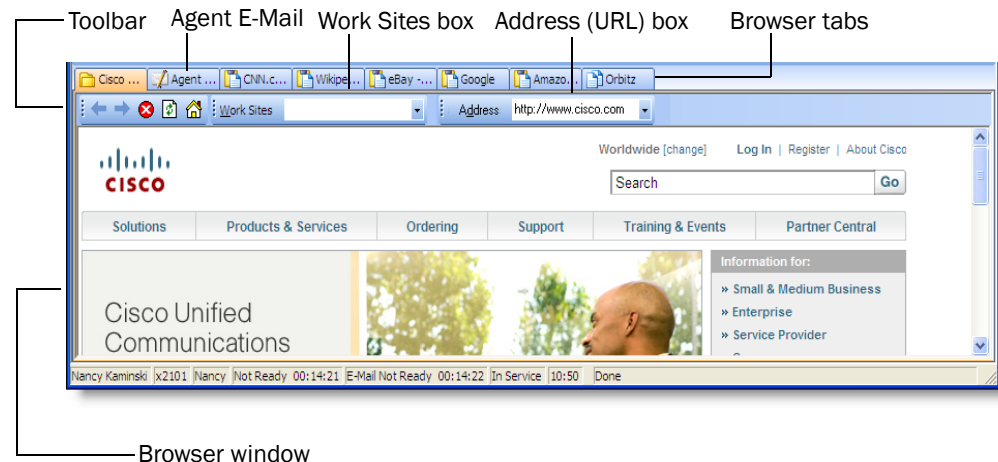 Toolbar Agent E-Mail Work Sites box Address (URL) box Browser tabs
Cisco ... Agent ... CNN.c... Wikipe... eBay -... Google Amazo... Orbitz
Work Sites Address http://www.cisco.com
Worldwide [change] Log In | Register | About Cisco
CISCO
Search Go
Solutions Products & Services Ordering Support Training & Events Partner Central
Information for:
» Small & Medium Business
» Enterprise
» Service Provider
Cisco Unified
Communications
Nancy Kaminski x2101 Nancy Not Ready 00:14:21 E-Mail Not Ready 00:14:22 In Service 10:50 Done
Browser window